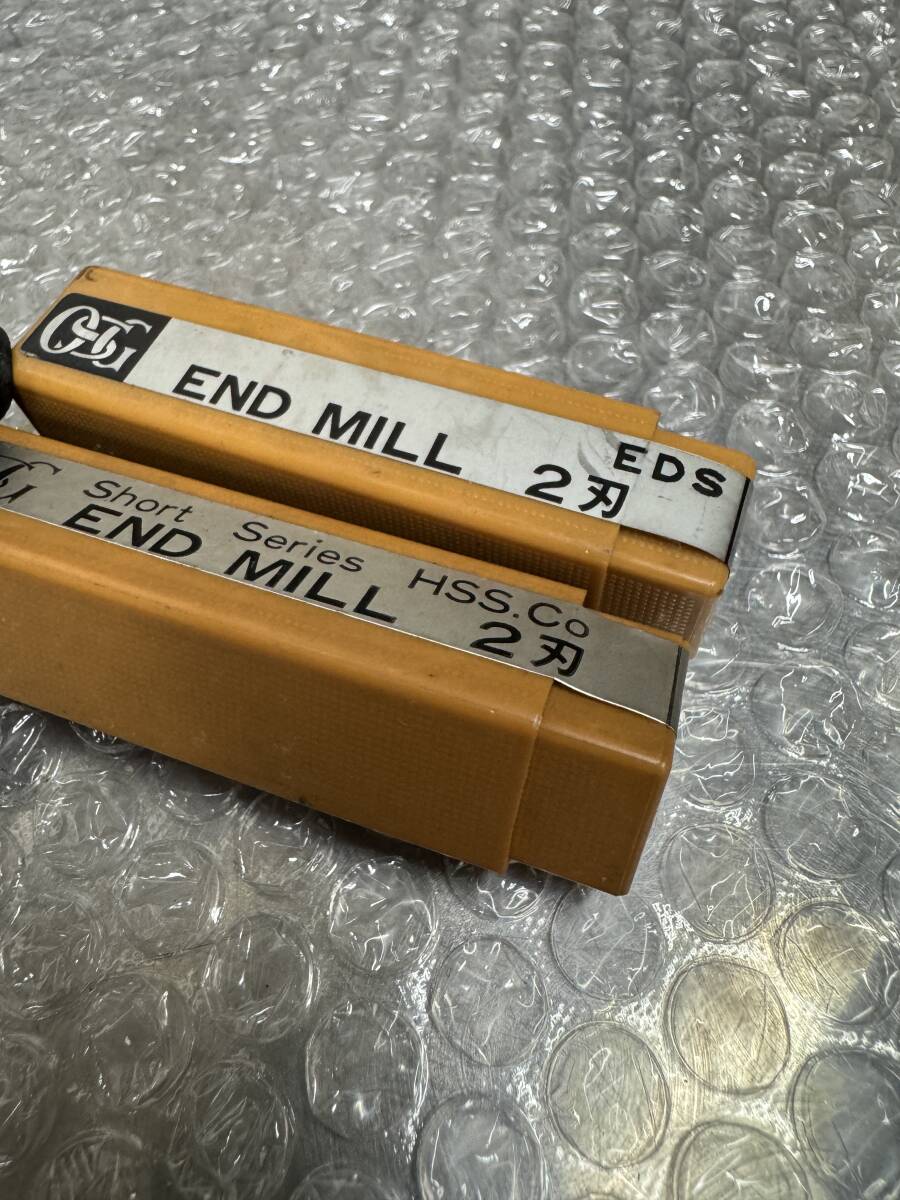 OSG
END MILL
EDS
2刃
Short Series HSS.Co
END MILL 2刃